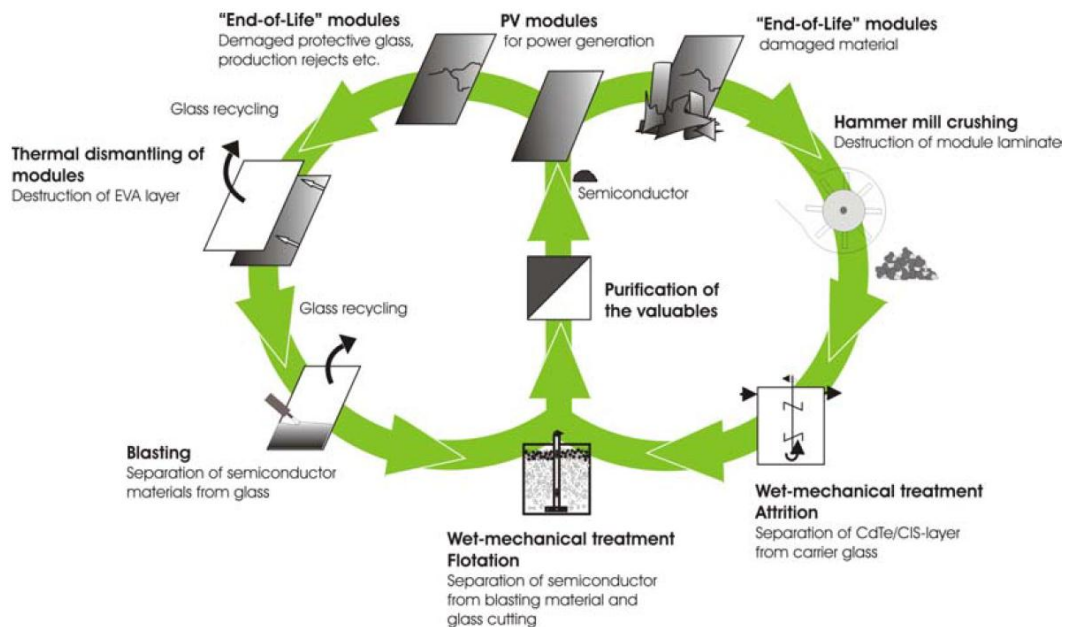 “End-of-Life” modules
Damaged protective glass,
production rejects etc.
PV modules
for power generation
“End-of-Life” modules
damaged material
Glass recycling
Hammer mill crushing
Destruction of module laminate
Thermal dismantling of
modules
Destruction of EVA layer
Semiconductor
Purification of
the valuables
Glass recycling
Blasting
Separation of semiconductor
materials from glass
Wet-mechanical treatment
Flotation
Separation of semiconductor
from blasting material and
glass cutting
Wet-mechanical treatment
Attrition
Separation of CdTe/CIS-layer
from carrier glass